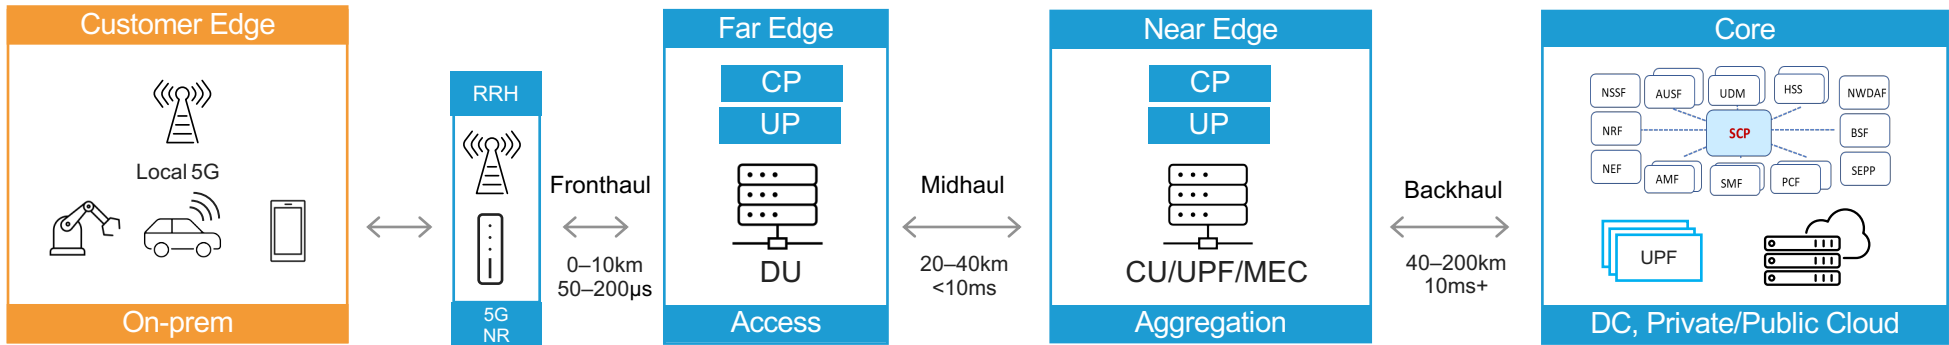 Customer Edge
Local 5G
On-prem
RRH
5G
NR
Fronthaul
0–10km
50–200µs
Far Edge
CP
UP
DU
Access
Midhaul
20–40km
<10ms
Near Edge
CP
UP
CU/UPF/MEC
Aggregation
Backhaul
40–200km
10ms+
Core
NSSF
AUSF
UDM
HSS
NWDAF
NRF
SCP
BSF
NEF
AMF
SMF
PCF
SEPP
UPF
DC, Private/Public Cloud